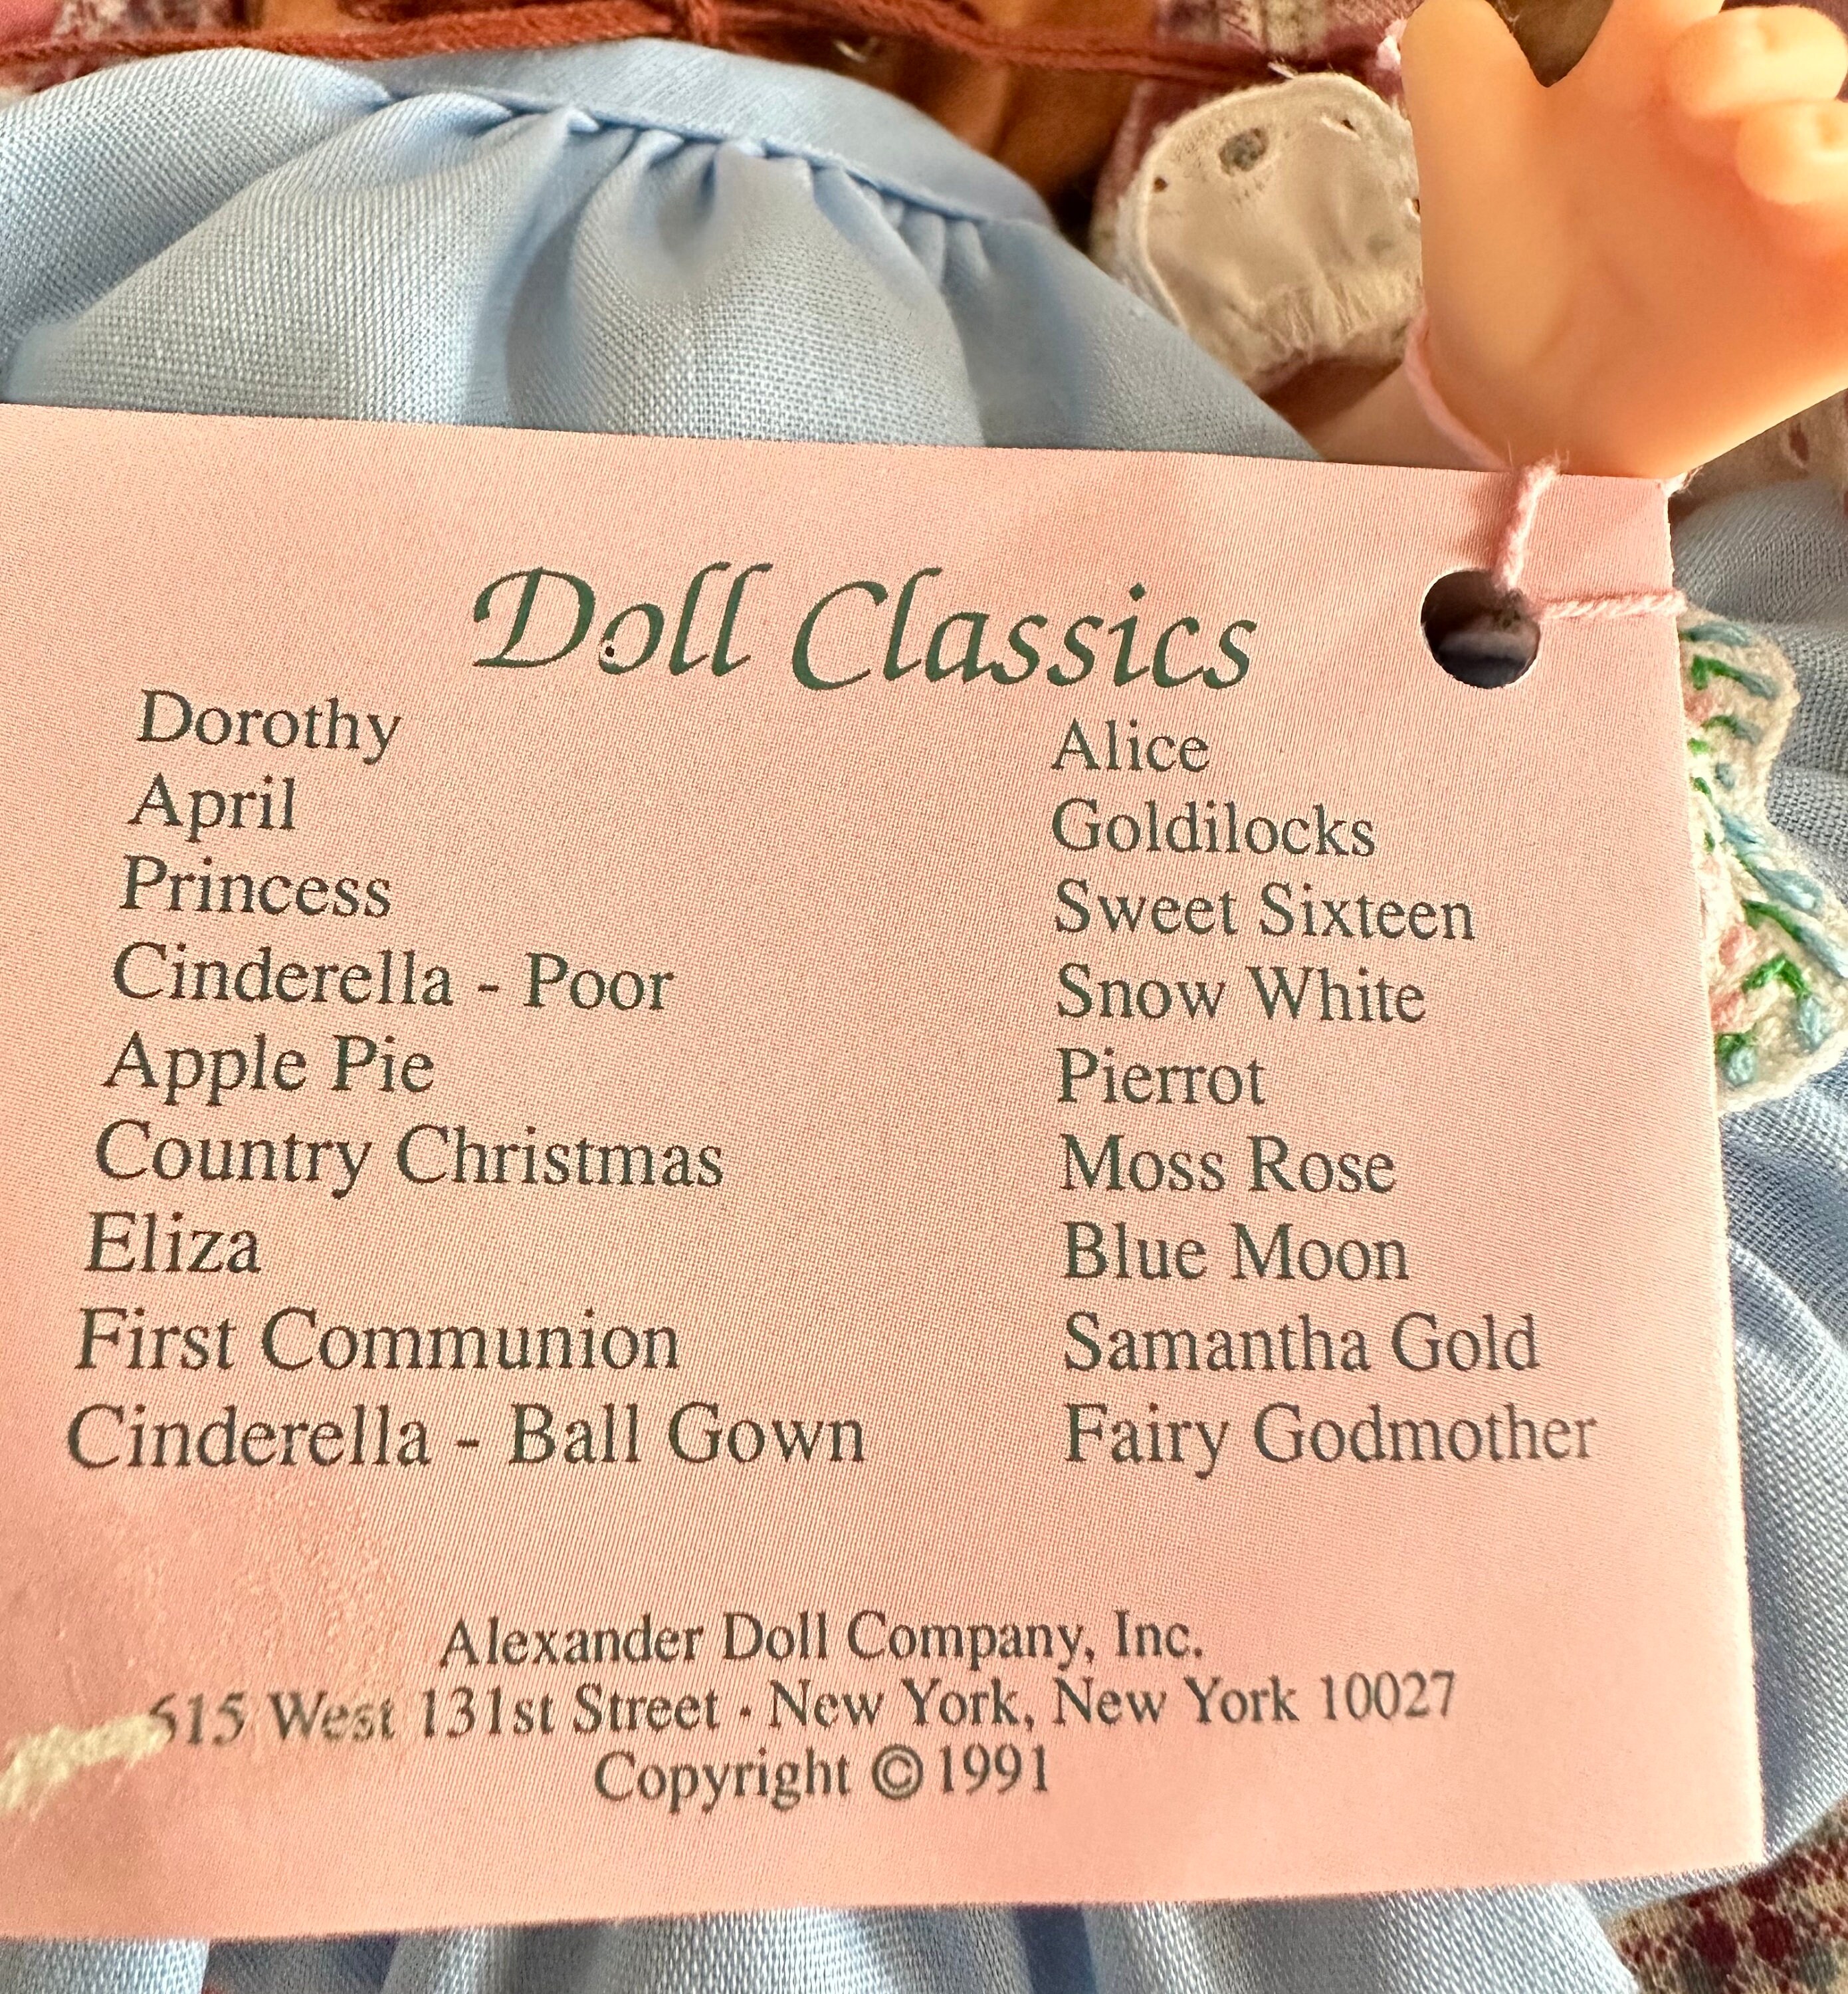 Doll Classics
Dorothy
April
Princess
Cinderella - Poor
Apple Pie
Country Christmas
Eliza
First Communion
Cinderella - Ball Gown
Alice
Goldilocks
Sweet Sixteen
Snow White
Pierrot
Moss Rose
Blue Moon
Samantha Gold
Fairy Godmother
Alexander Doll Company, Inc.
615 West 131st Street · New York, New York 10027
Copyright © 1991